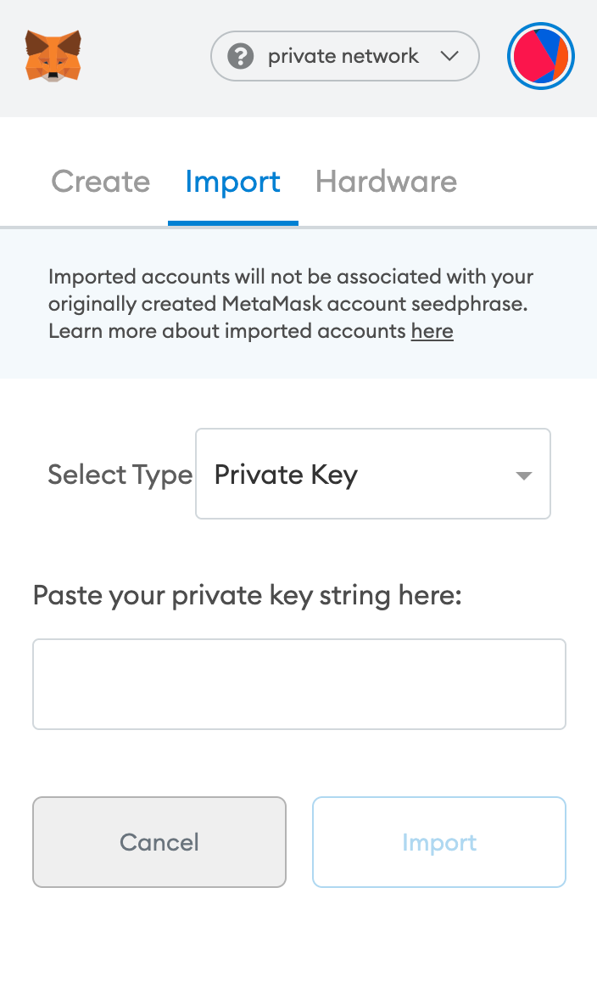 ? private network
Create Import Hardware
Imported accounts will not be associated with your
originally created MetaMask account seedphrase.
Learn more about imported accounts here
Select Type Private Key
Paste your private key string here:
Cancel Import